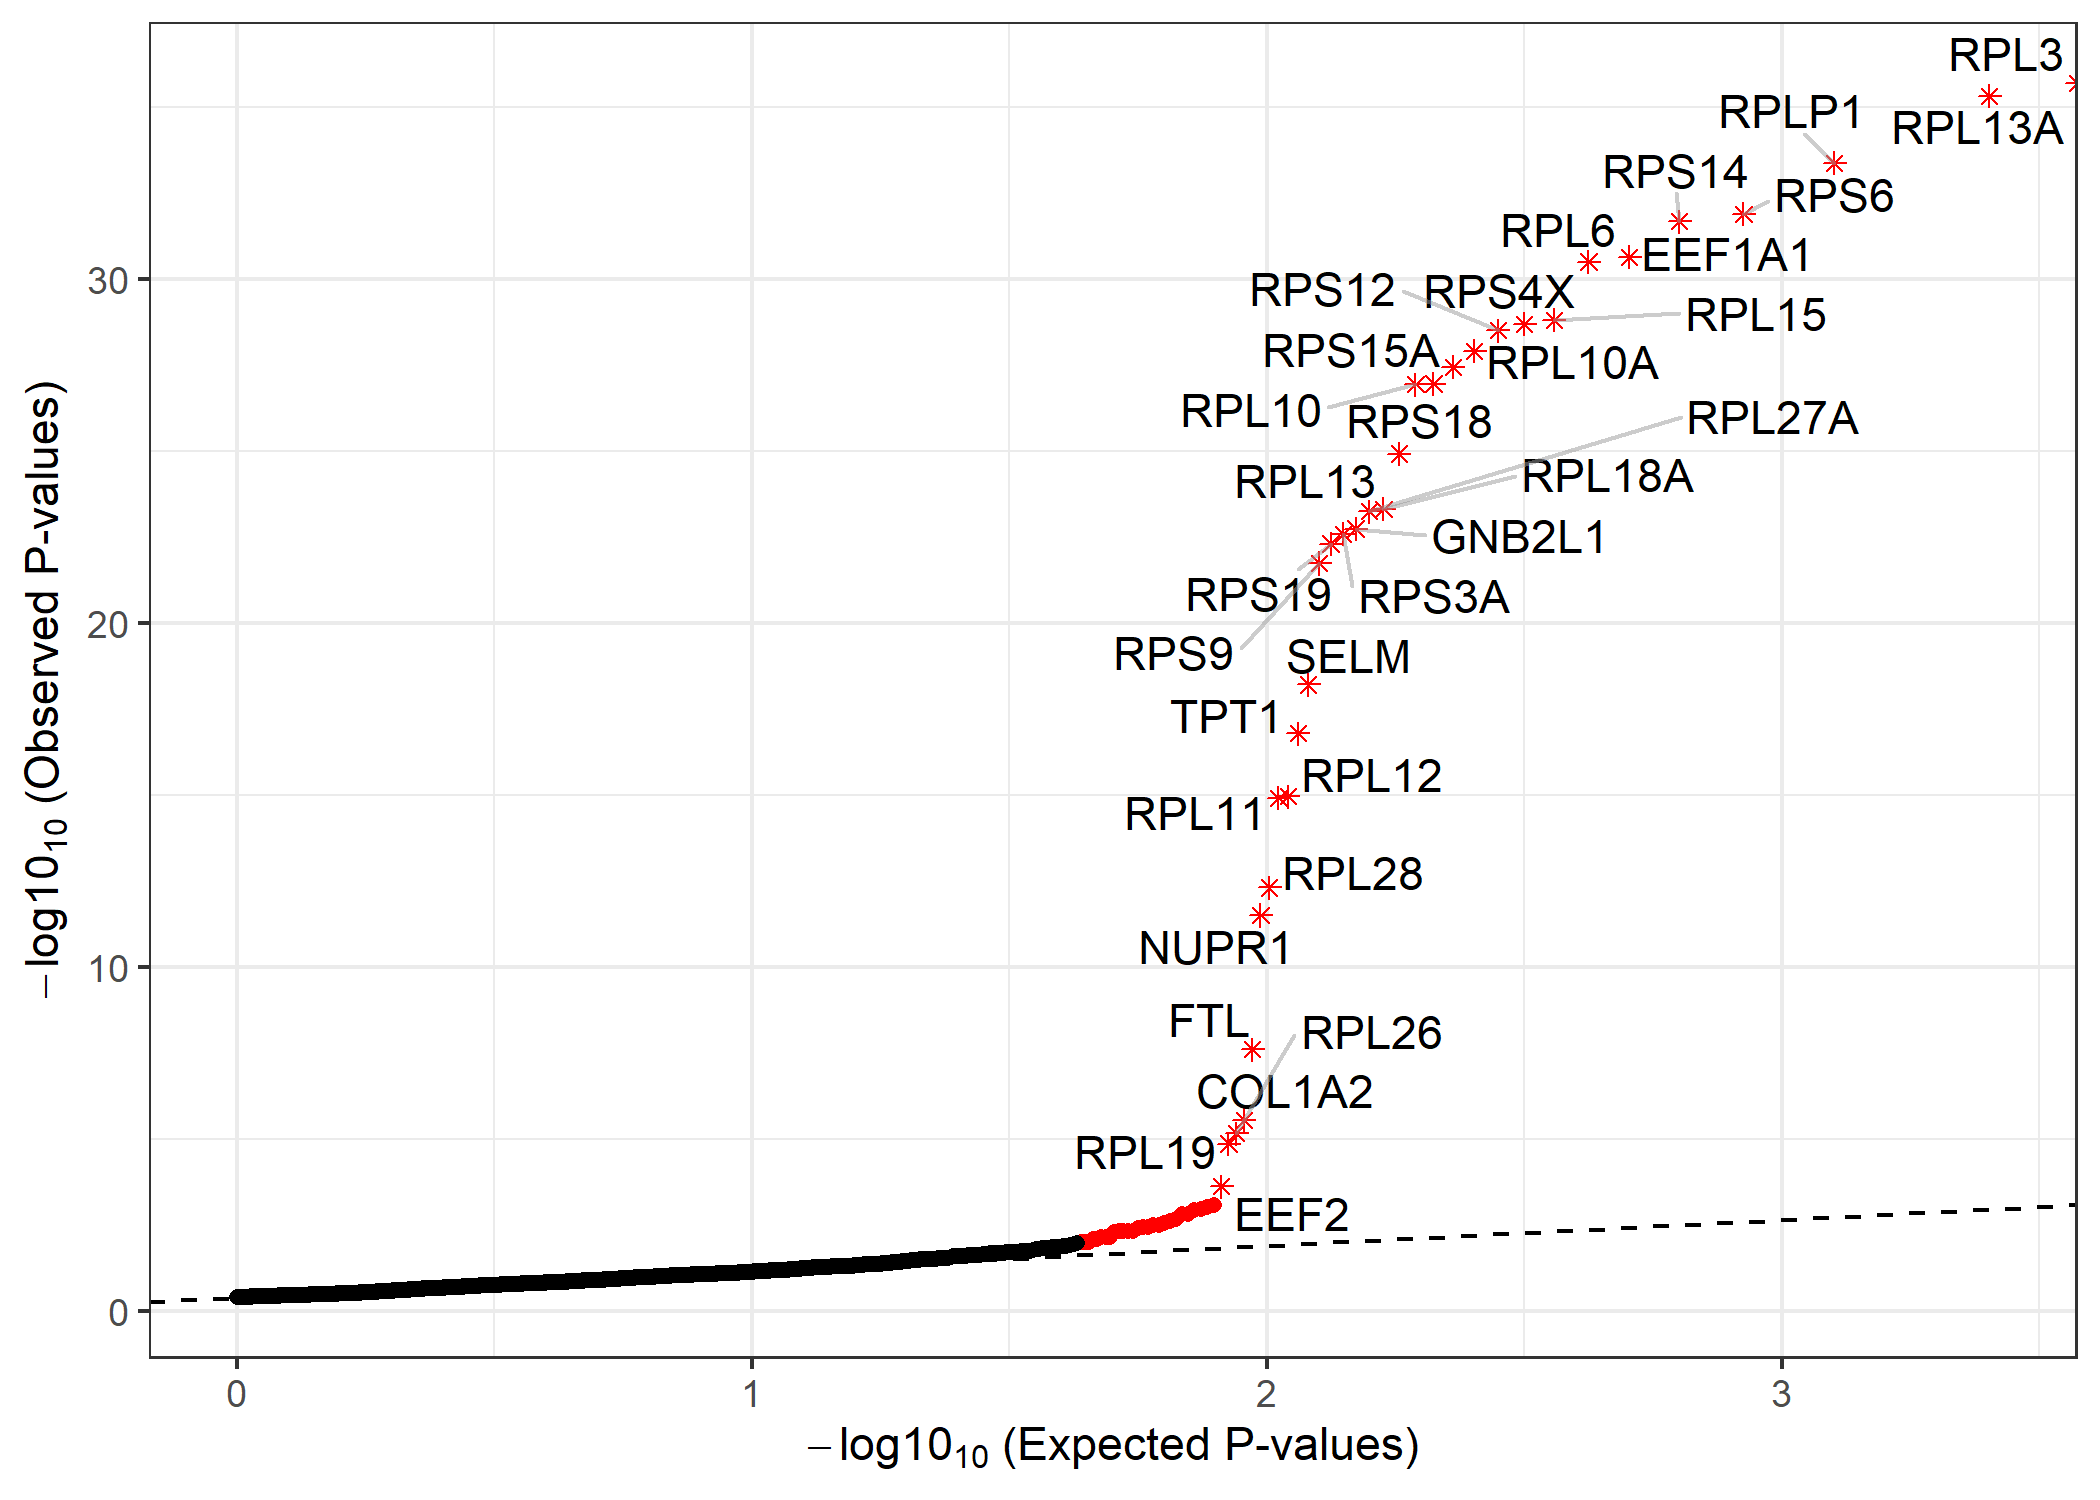 RPL3
RPLP1
RPL13A
RPS14
RPS6
RPL6
EEF1A1
RPS12
RPS4X
RPL15
RPS15A
RPL10A
RPL10
RPS18
RPL27A
RPL13
RPL18A
GNB2L1
RPS19
RPS3A
RPS9
SELM
TPT1
RPL12
RPL11
RPL28
NUPR1
FTL
RPL26
COL1A2
RPL19
EEF2
30
20
10
0
0 1 2 3
−log10₁₀ (Observed P-values)
−log10₁₀ (Expected P-values)